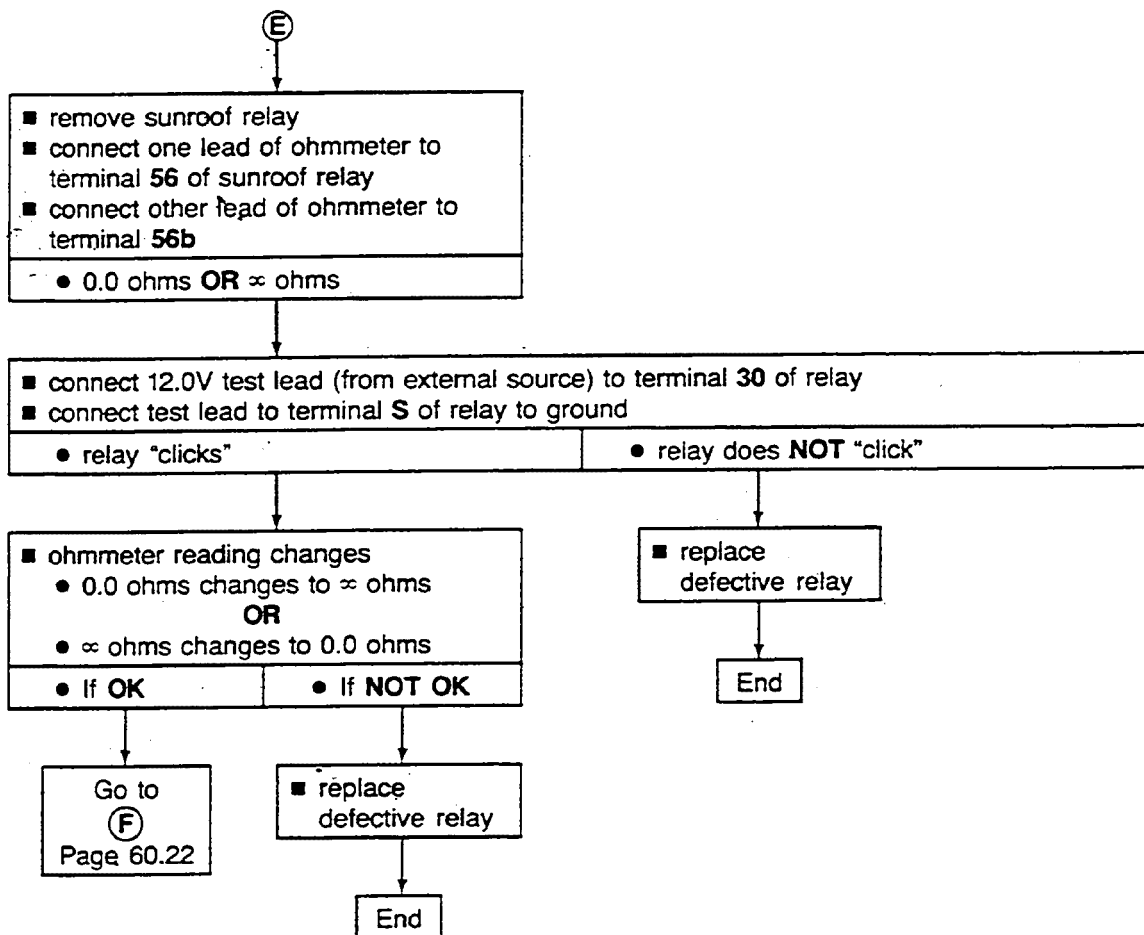 E
■ remove sunroof relay
■ connect one lead of ohmmeter to
terminal 56 of sunroof relay
■ connect other lead of ohmmeter to
terminal 56b
● 0.0 ohms OR ∝ ohms
■ connect 12.0V test lead (from external source) to terminal 30 of relay
■ connect test lead to terminal S of relay to ground
● relay "clicks"
● relay does NOT "click"
■ ohmmeter reading changes
● 0.0 ohms changes to ∝ ohms
OR
● ∝ ohms changes to 0.0 ohms
● If OK
● If NOT OK
■ replace
defective relay
End
Go to
F
Page 60.22
■ replace
defective relay
End